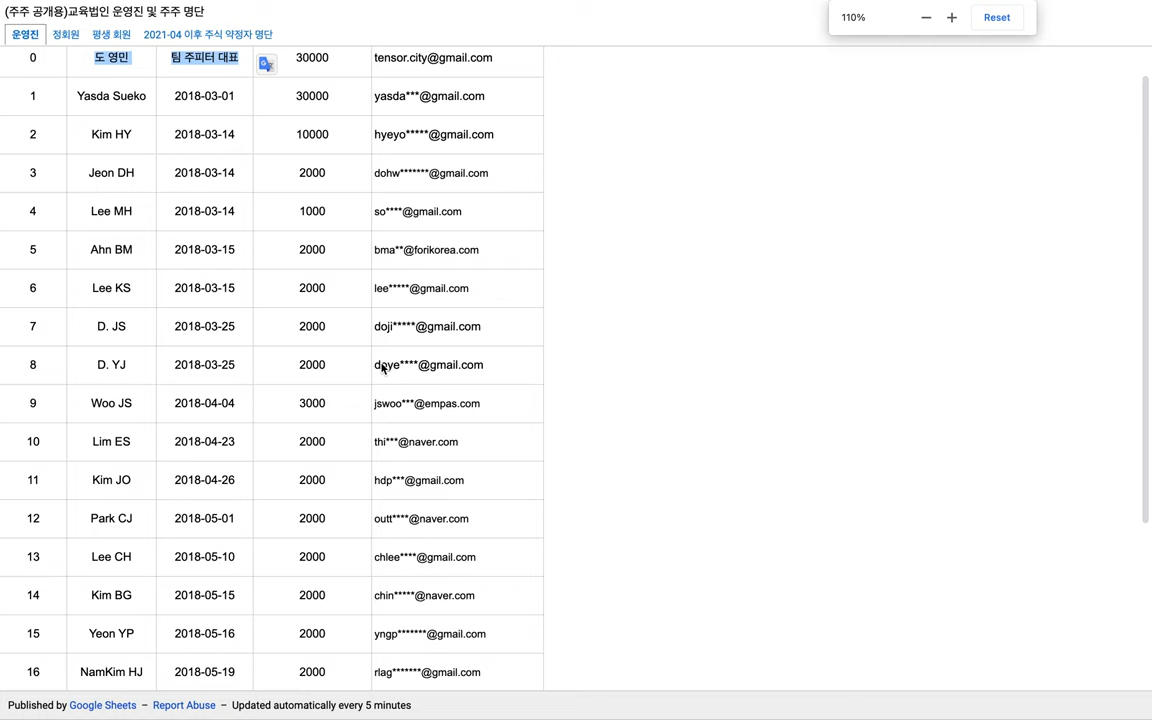 (주주 공개용)교육법인 운영진 및 주주 명단
110%
Reset
운영진 정회원 평생 회원 2021-04 이후 주식 약정자 명단
0 도 영민 팀 주피터 대표 30000 tensor.city@gmail.com
1 Yasda Sueko 2018-03-01 30000 yasda***@gmail.com
2 Kim HY 2018-03-14 10000 hyeyo*****@gmail.com
3 Jeon DH 2018-03-14 2000 dohw*******@gmail.com
4 Lee MH 2018-03-14 1000 so****@gmail.com
5 Ahn BM 2018-03-15 2000 bma**@forikorea.com
6 Lee KS 2018-03-15 2000 lee*****@gmail.com
7 D. JS 2018-03-25 2000 doji*****@gmail.com
8 D. YJ 2018-03-25 2000 doye****@gmail.com
9 Woo JS 2018-04-04 3000 jswoo***@empas.com
10 Lim ES 2018-04-23 2000 thi***@naver.com
11 Kim JO 2018-04-26 2000 hdp***@gmail.com
12 Park CJ 2018-05-01 2000 outt****@naver.com
13 Lee CH 2018-05-10 2000 chlee****@gmail.com
14 Kim BG 2018-05-15 2000 chin*****@naver.com
15 Yeon YP 2018-05-16 2000 yngp*******@gmail.com
16 NamKim HJ 2018-05-19 2000 rlag*******@gmail.com
Published by Google Sheets – Report Abuse – Updated automatically every 5 minutes